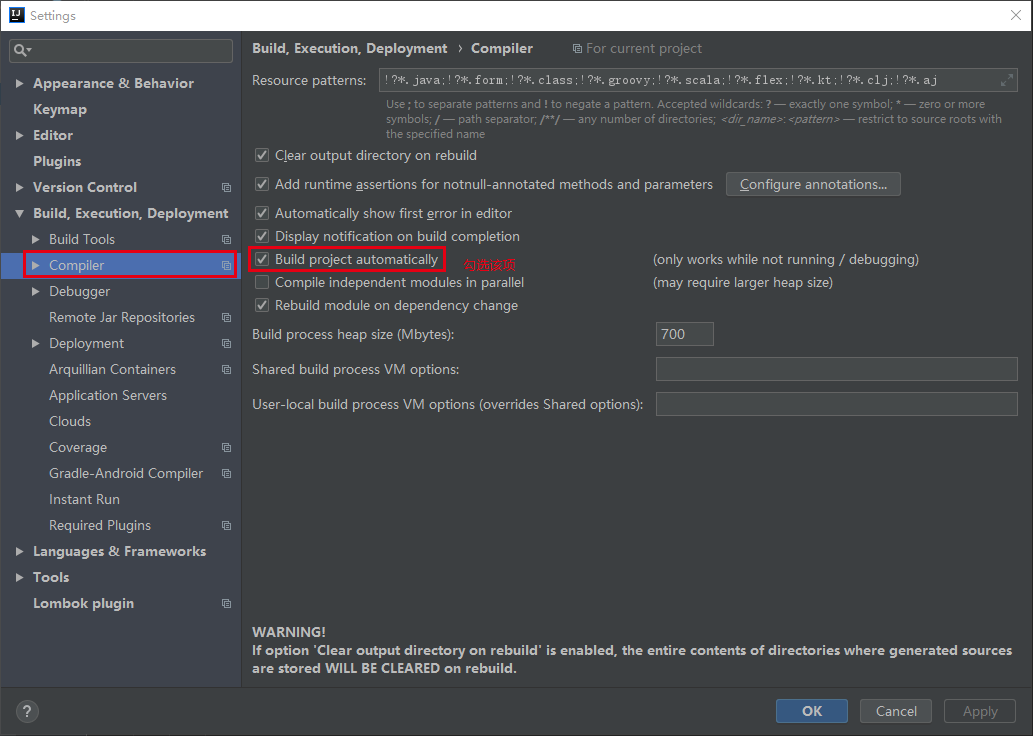 IJ Settings
Appearance & Behavior
Keymap
Editor
Plugins
Version Control
Build, Execution, Deployment
Build Tools
Compiler
Debugger
Remote Jar Repositories
Deployment
Arquillian Containers
Application Servers
Clouds
Coverage
Gradle-Android Compiler
Instant Run
Required Plugins
Languages & Frameworks
Tools
Lombok plugin
Build, Execution, Deployment › Compiler For current project
Resource patterns: !?*.java;!?*.form;!?*.class;!?*.groovy;!?*.scala;!?*.flex;!?*.kt;!?*.clj;!?*.aj
Use ; to separate patterns and ! to negate a pattern. Accepted wildcards: ? — exactly one symbol; * — zero or more
symbols; / — path separator; /**/ — any number of directories; <dir_name>:<pattern> — restrict to source roots with
the specified name
Clear output directory on rebuild
Add runtime assertions for notnull-annotated methods and parameters Configure annotations...
Automatically show first error in editor
Display notification on build completion
Build project automatically 勾选该项 (only works while not running / debugging)
Compile independent modules in parallel (may require larger heap size)
Rebuild module on dependency change
Build process heap size (Mbytes): 700
Shared build process VM options:
User-local build process VM options (overrides Shared options):
WARNING!
If option 'Clear output directory on rebuild' is enabled, the entire contents of directories where generated sources
are stored WILL BE CLEARED on rebuild.
? OK Cancel Apply